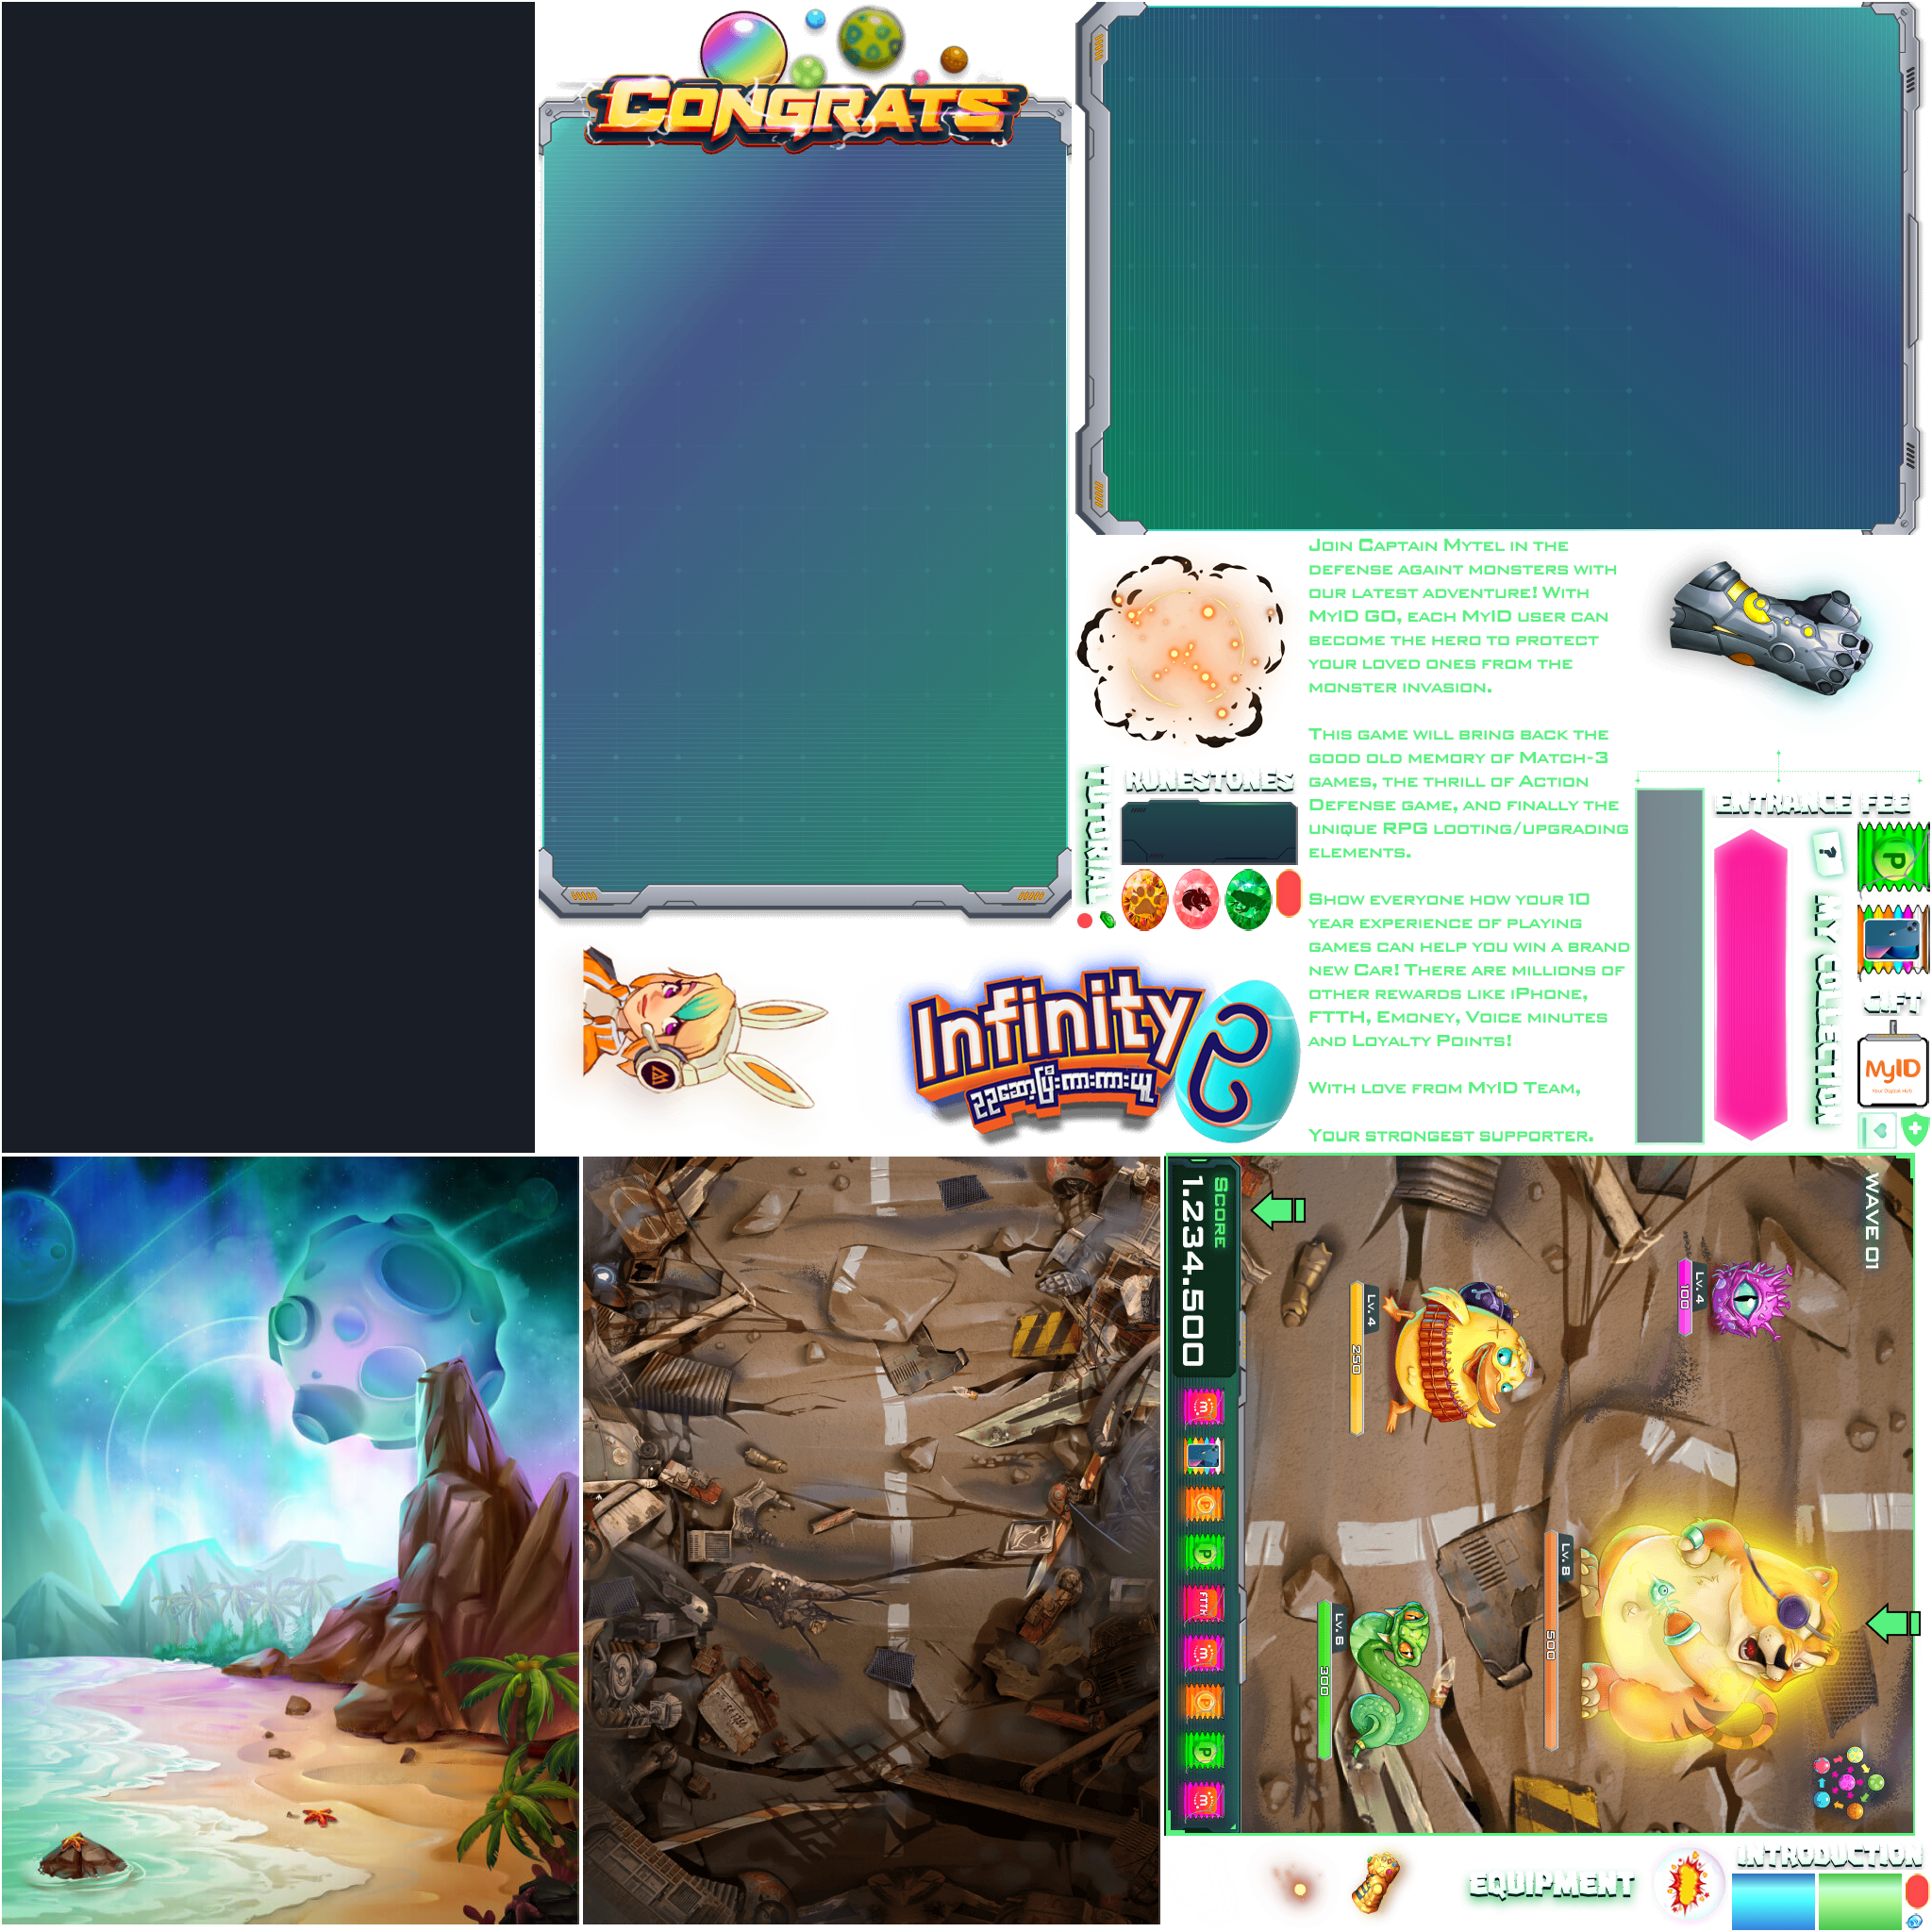 Congrats
Join Captain Mytel in the
defense againt monsters with
our latest adventure! With
MyID GO, each MyID user can
become the hero to protect
your loved ones from the
monster invasion.
This game will bring back the
good old memory of Match-3
games, the thrill of Action
Defense game, and finally the
unique RPG looting/upgrading
elements.
Show everyone how your 10
year experience of playing
games can help you win a brand
new Car! There are millions of
other rewards like iPhone,
FTTH, Emoney, Voice minutes
and Loyalty Points!
With love from MyID Team,
Your strongest supporter.
RUNESTONES
TUTORIAL
ENTRANCE FEE
?
P
MY COLLECTION
GIFT
MyID
Your Digital Hub
Infinity
WAVE 01
Score
1.234.500
Lv. 4
100
Lv. 4
250
Lv. 8
500
Lv. 6
300
m.
P
P
FTTH
m.
P
P
m.
EQUIPMENT
INTRODUCTION